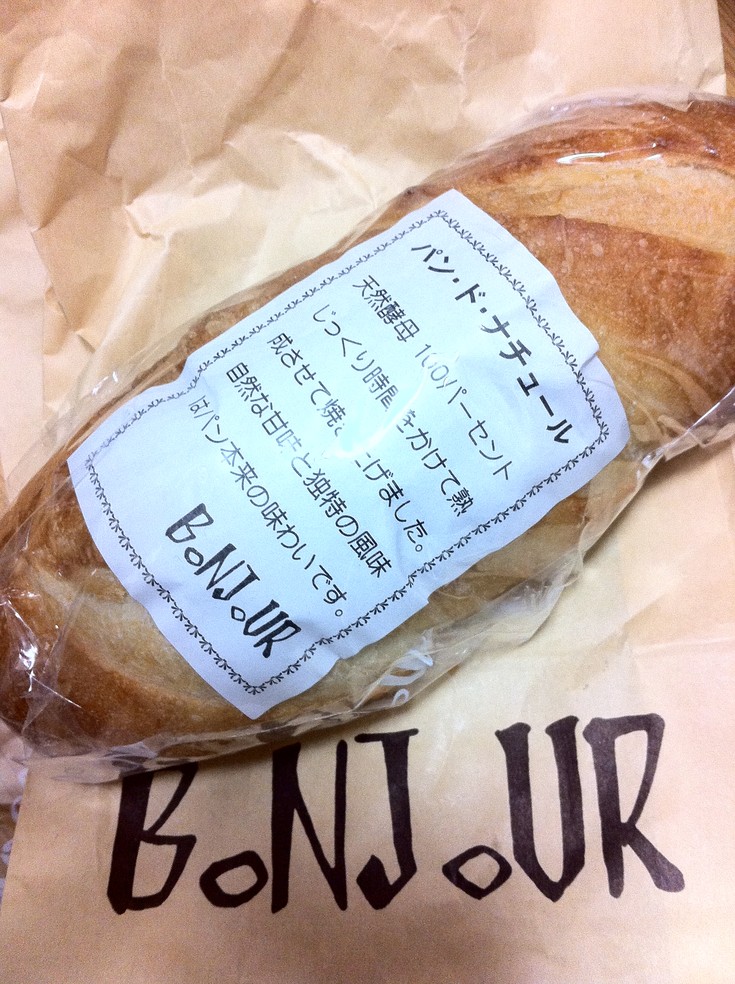 パン・ド・ナチュール
天然酵母 100パーセント
じっくり時間をかけて熟
成させて焼き上げました。
自然な甘味と独特の風味
はパン本来の味わいです。
BoNJoUR
BoNJoUR